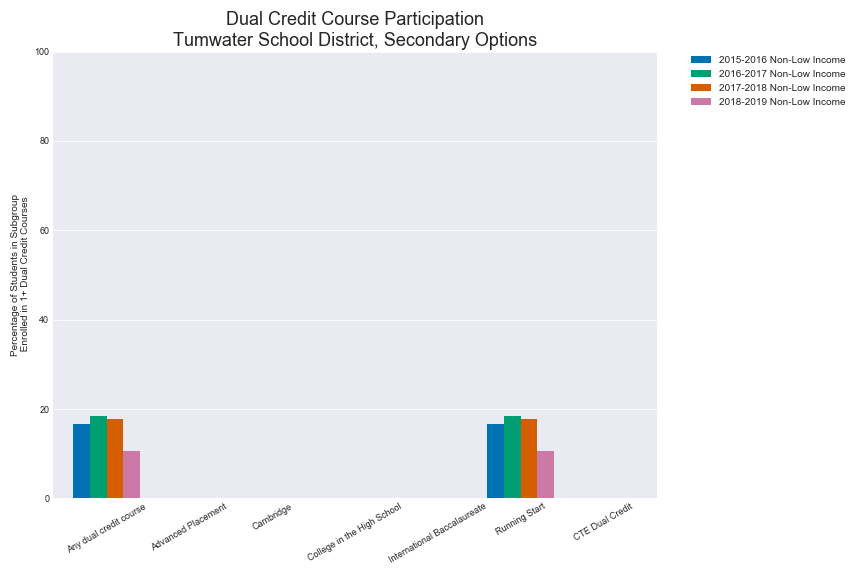 Dual Credit Course Participation
Tumwater School District, Secondary Options
2015-2016 Non-Low Income
2016-2017 Non-Low Income
2017-2018 Non-Low Income
2018-2019 Non-Low Income
Percentage of Students in Subgroup
Enrolled in 1+ Dual Credit Courses
100
80
60
40
20
0
Any dual credit course
Advanced Placement
Cambridge
College in the High School
International Baccalaureate
Running Start
CTE Dual Credit